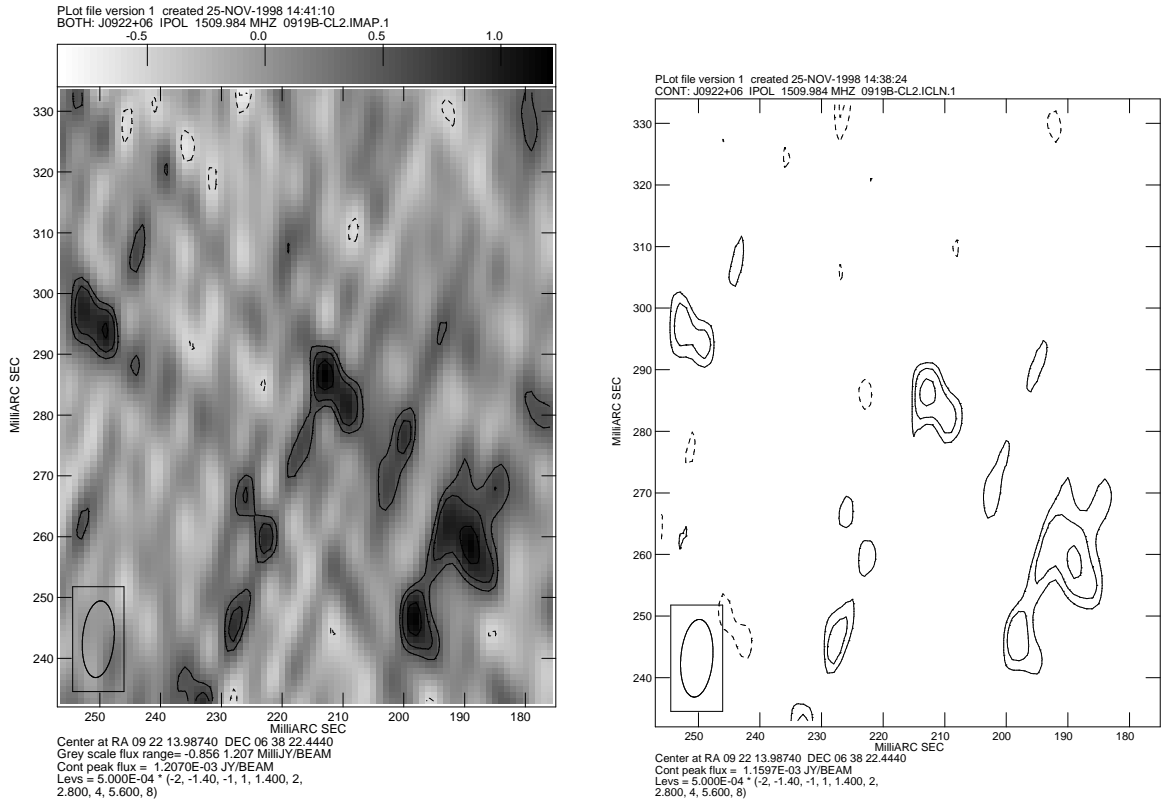 PLot file version 1 created 25-NOV-1998 14:41:10
BOTH: J0922+06 IPOL 1509.984 MHZ 0919B-CL2.IMAP.1
-0.5 0.0 0.5 1.0
330
320
310
300
290
280
270
260
250
240
MilliARC SEC
250 240 230 220 210 200 190 180
MilliARC SEC
Center at RA 09 22 13.98740 DEC 06 38 22.4440
Grey scale flux range= -0.856 1.207 MilliJY/BEAM
Cont peak flux = 1.2070E-03 JY/BEAM
Levs = 5.000E-04 * (-2, -1.40, -1, 1, 1.400, 2,
2.800, 4, 5.600, 8)
PLot file version 1 created 25-NOV-1998 14:38:24
CONT: J0922+06 IPOL 1509.984 MHZ 0919B-CL2.ICLN.1
330
320
310
300
290
280
270
260
250
240
MilliARC SEC
250 240 230 220 210 200 190 180
MilliARC SEC
Center at RA 09 22 13.98740 DEC 06 38 22.4440
Cont peak flux = 1.1597E-03 JY/BEAM
Levs = 5.000E-04 * (-2, -1.40, -1, 1, 1.400, 2,
2.800, 4, 5.600, 8)